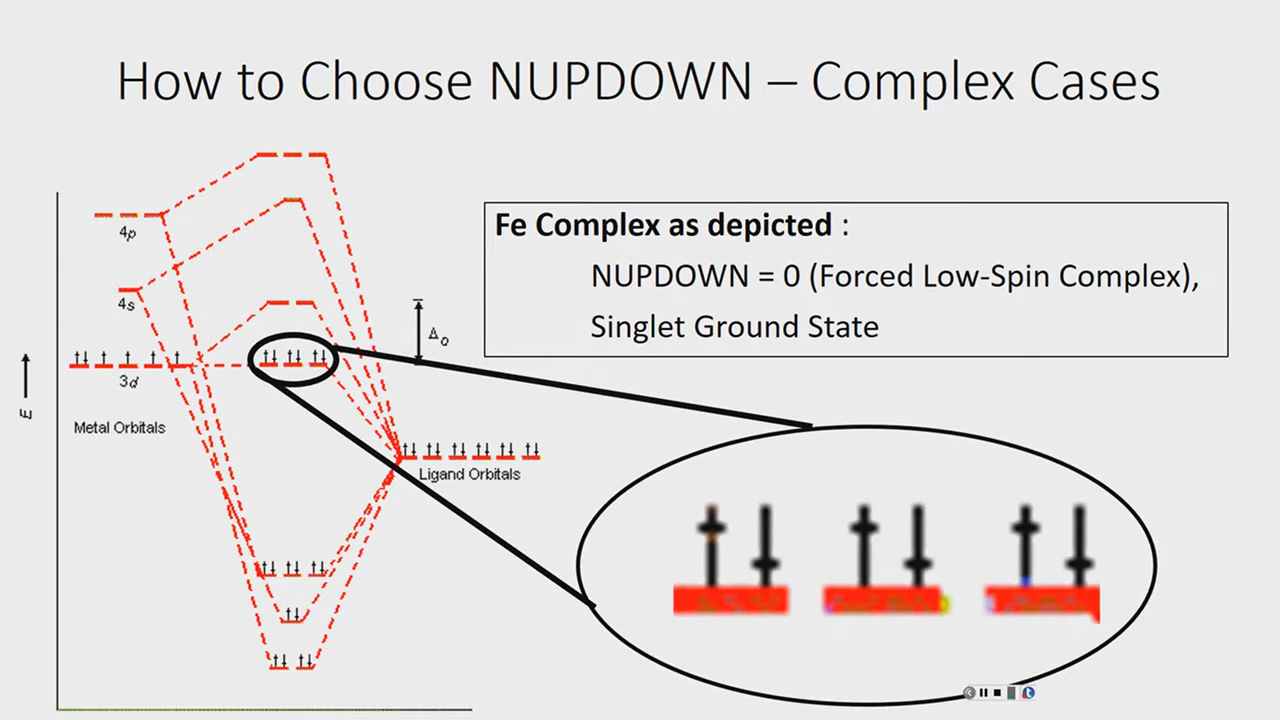 How to Choose NUPDOWN – Complex Cases
4p
4s
3d
Metal Orbitals
E
Δo
Ligand Orbitals
Fe Complex as depicted :
NUPDOWN = 0 (Forced Low-Spin Complex),
Singlet Ground State